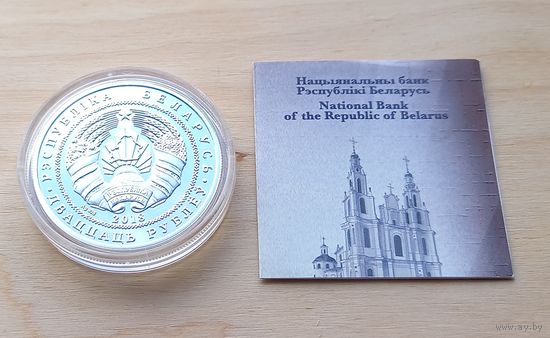 РЭСПУБЛІКА БЕЛАРУСЬ
2018
ДВАЦЦАЦЬ РУБЛЁЎ
Нацыянальны банк
Рэспублікі Беларусь
National Bank
of the Republic of Belarus
www.ay.by